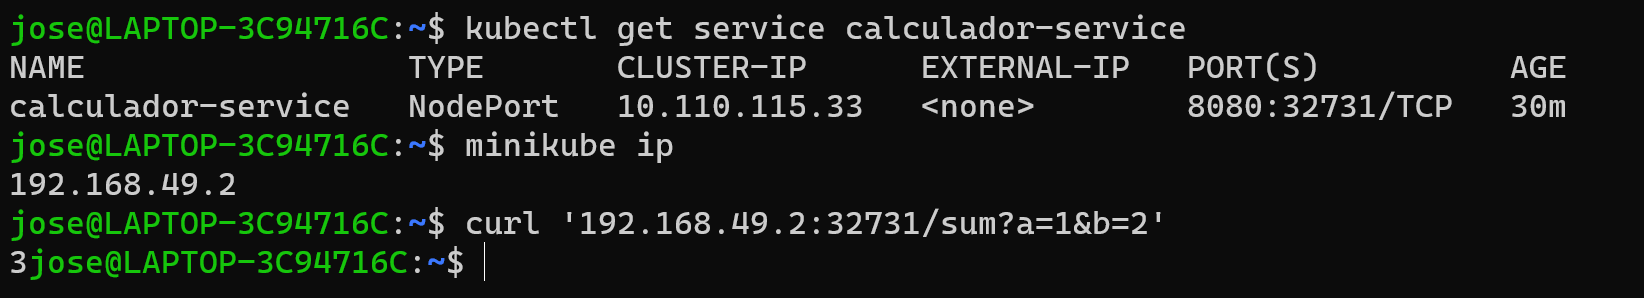 jose@LAPTOP-3C94716C:~$ kubectl get service calculador-service
NAME TYPE CLUSTER-IP EXTERNAL-IP PORT(S) AGE
calculador-service NodePort 10.110.115.33 <none> 8080:32731/TCP 30m
jose@LAPTOP-3C94716C:~$ minikube ip
192.168.49.2
jose@LAPTOP-3C94716C:~$ curl '192.168.49.2:32731/sum?a=1&b=2'
3jose@LAPTOP-3C94716C:~$